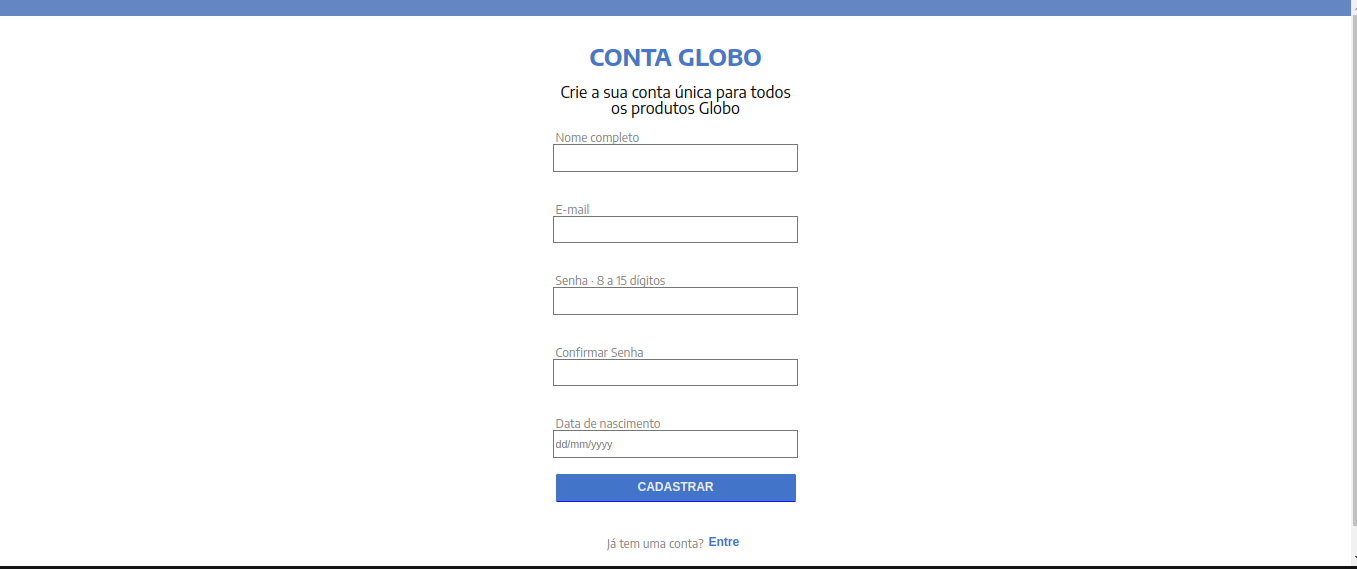 CONTA GLOBO
Crie a sua conta única para todos
os produtos Globo
Nome completo
E-mail
Senha · 8 a 15 dígitos
Confirmar Senha
Data de nascimento
dd/mm/yyyy
CADASTRAR
Já tem uma conta? Entre